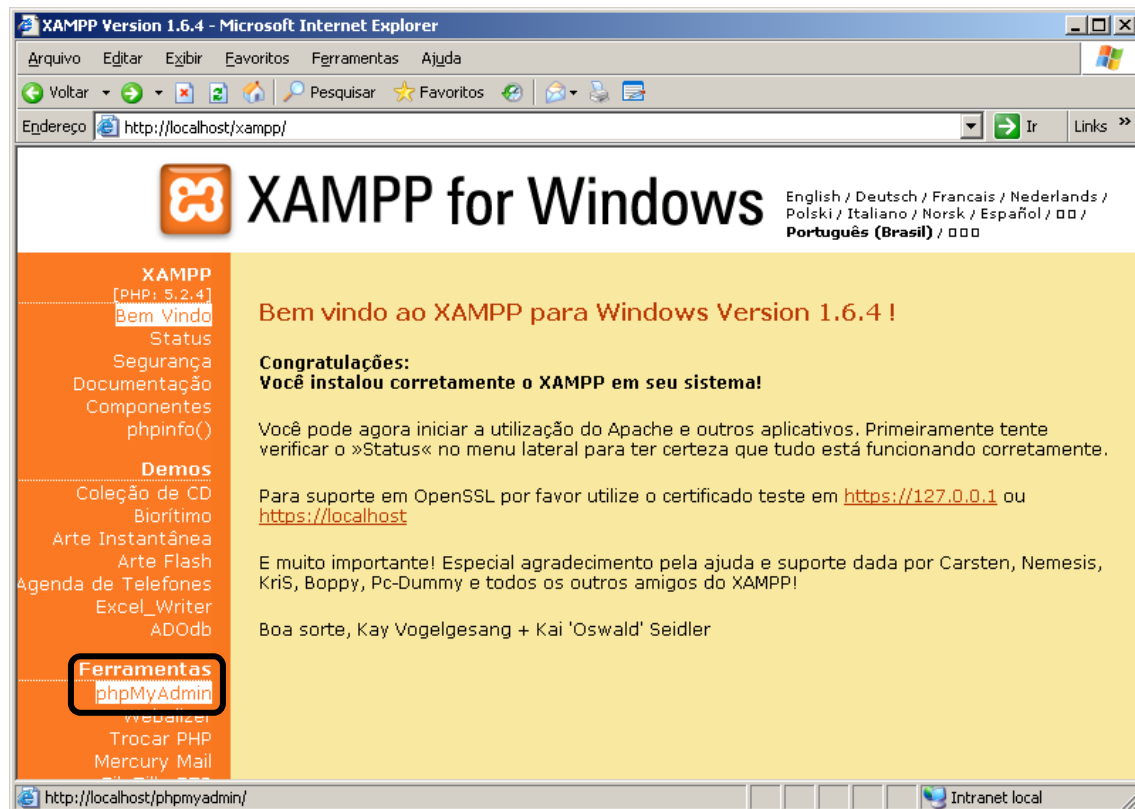 XAMPP Version 1.6.4 - Microsoft Internet Explorer
Arquivo Editar Exibir Favoritos Ferramentas Ajuda
Voltar Pesquisar Favoritos
Endereço http://localhost/xampp/ Ir Links »
XAMPP for Windows
English / Deutsch / Francais / Nederlands /
Polski / Italiano / Norsk / Español / □□ /
Português (Brasil) / □□□
XAMPP
[PHP: 5.2.4]
Bem Vindo
Status
Segurança
Documentação
Componentes
phpinfo()
Demos
Coleção de CD
Biorítimo
Arte Instantânea
Arte Flash
Agenda de Telefones
Excel_Writer
ADOdb
Ferramentas
phpMyAdmin
Webalizer
Trocar PHP
Mercury Mail
Bem vindo ao XAMPP para Windows Version 1.6.4 !
Congratulações:
Você instalou corretamente o XAMPP em seu sistema!
Você pode agora iniciar a utilização do Apache e outros aplicativos. Primeiramente tente
verificar o »Status« no menu lateral para ter certeza que tudo está funcionando corretamente.
Para suporte em OpenSSL por favor utilize o certificado teste em https://127.0.0.1 ou
https://localhost
E muito importante! Especial agradecimento pela ajuda e suporte dada por Carsten, Nemesis,
KriS, Boppy, Pc-Dummy e todos os outros amigos do XAMPP!
Boa sorte, Kay Vogelgesang + Kai 'Oswald' Seidler
http://localhost/phpmyadmin/ Intranet local